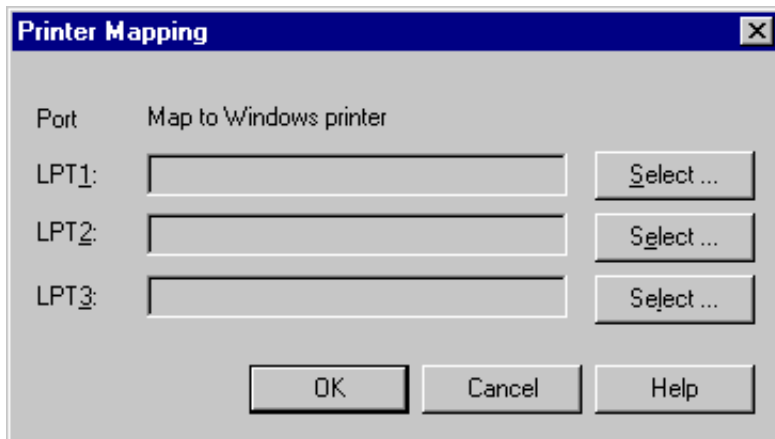 Printer Mapping
Port Map to Windows printer
LPT1: Select ...
LPT2: Select ...
LPT3: Select ...
OK Cancel Help